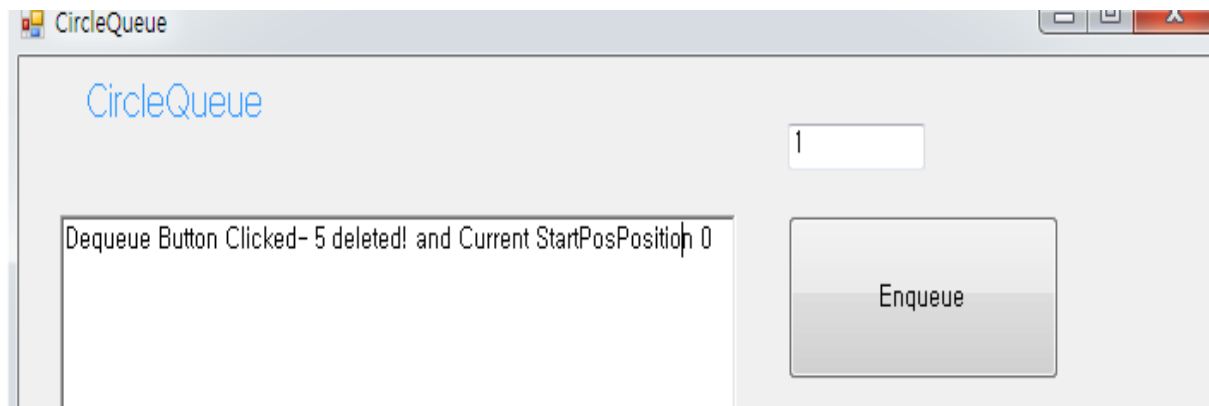 CircleQueue
CircleQueue
1
Dequeue Button Clicked- 5 deleted! and Current StartPosPosition 0
Enqueue